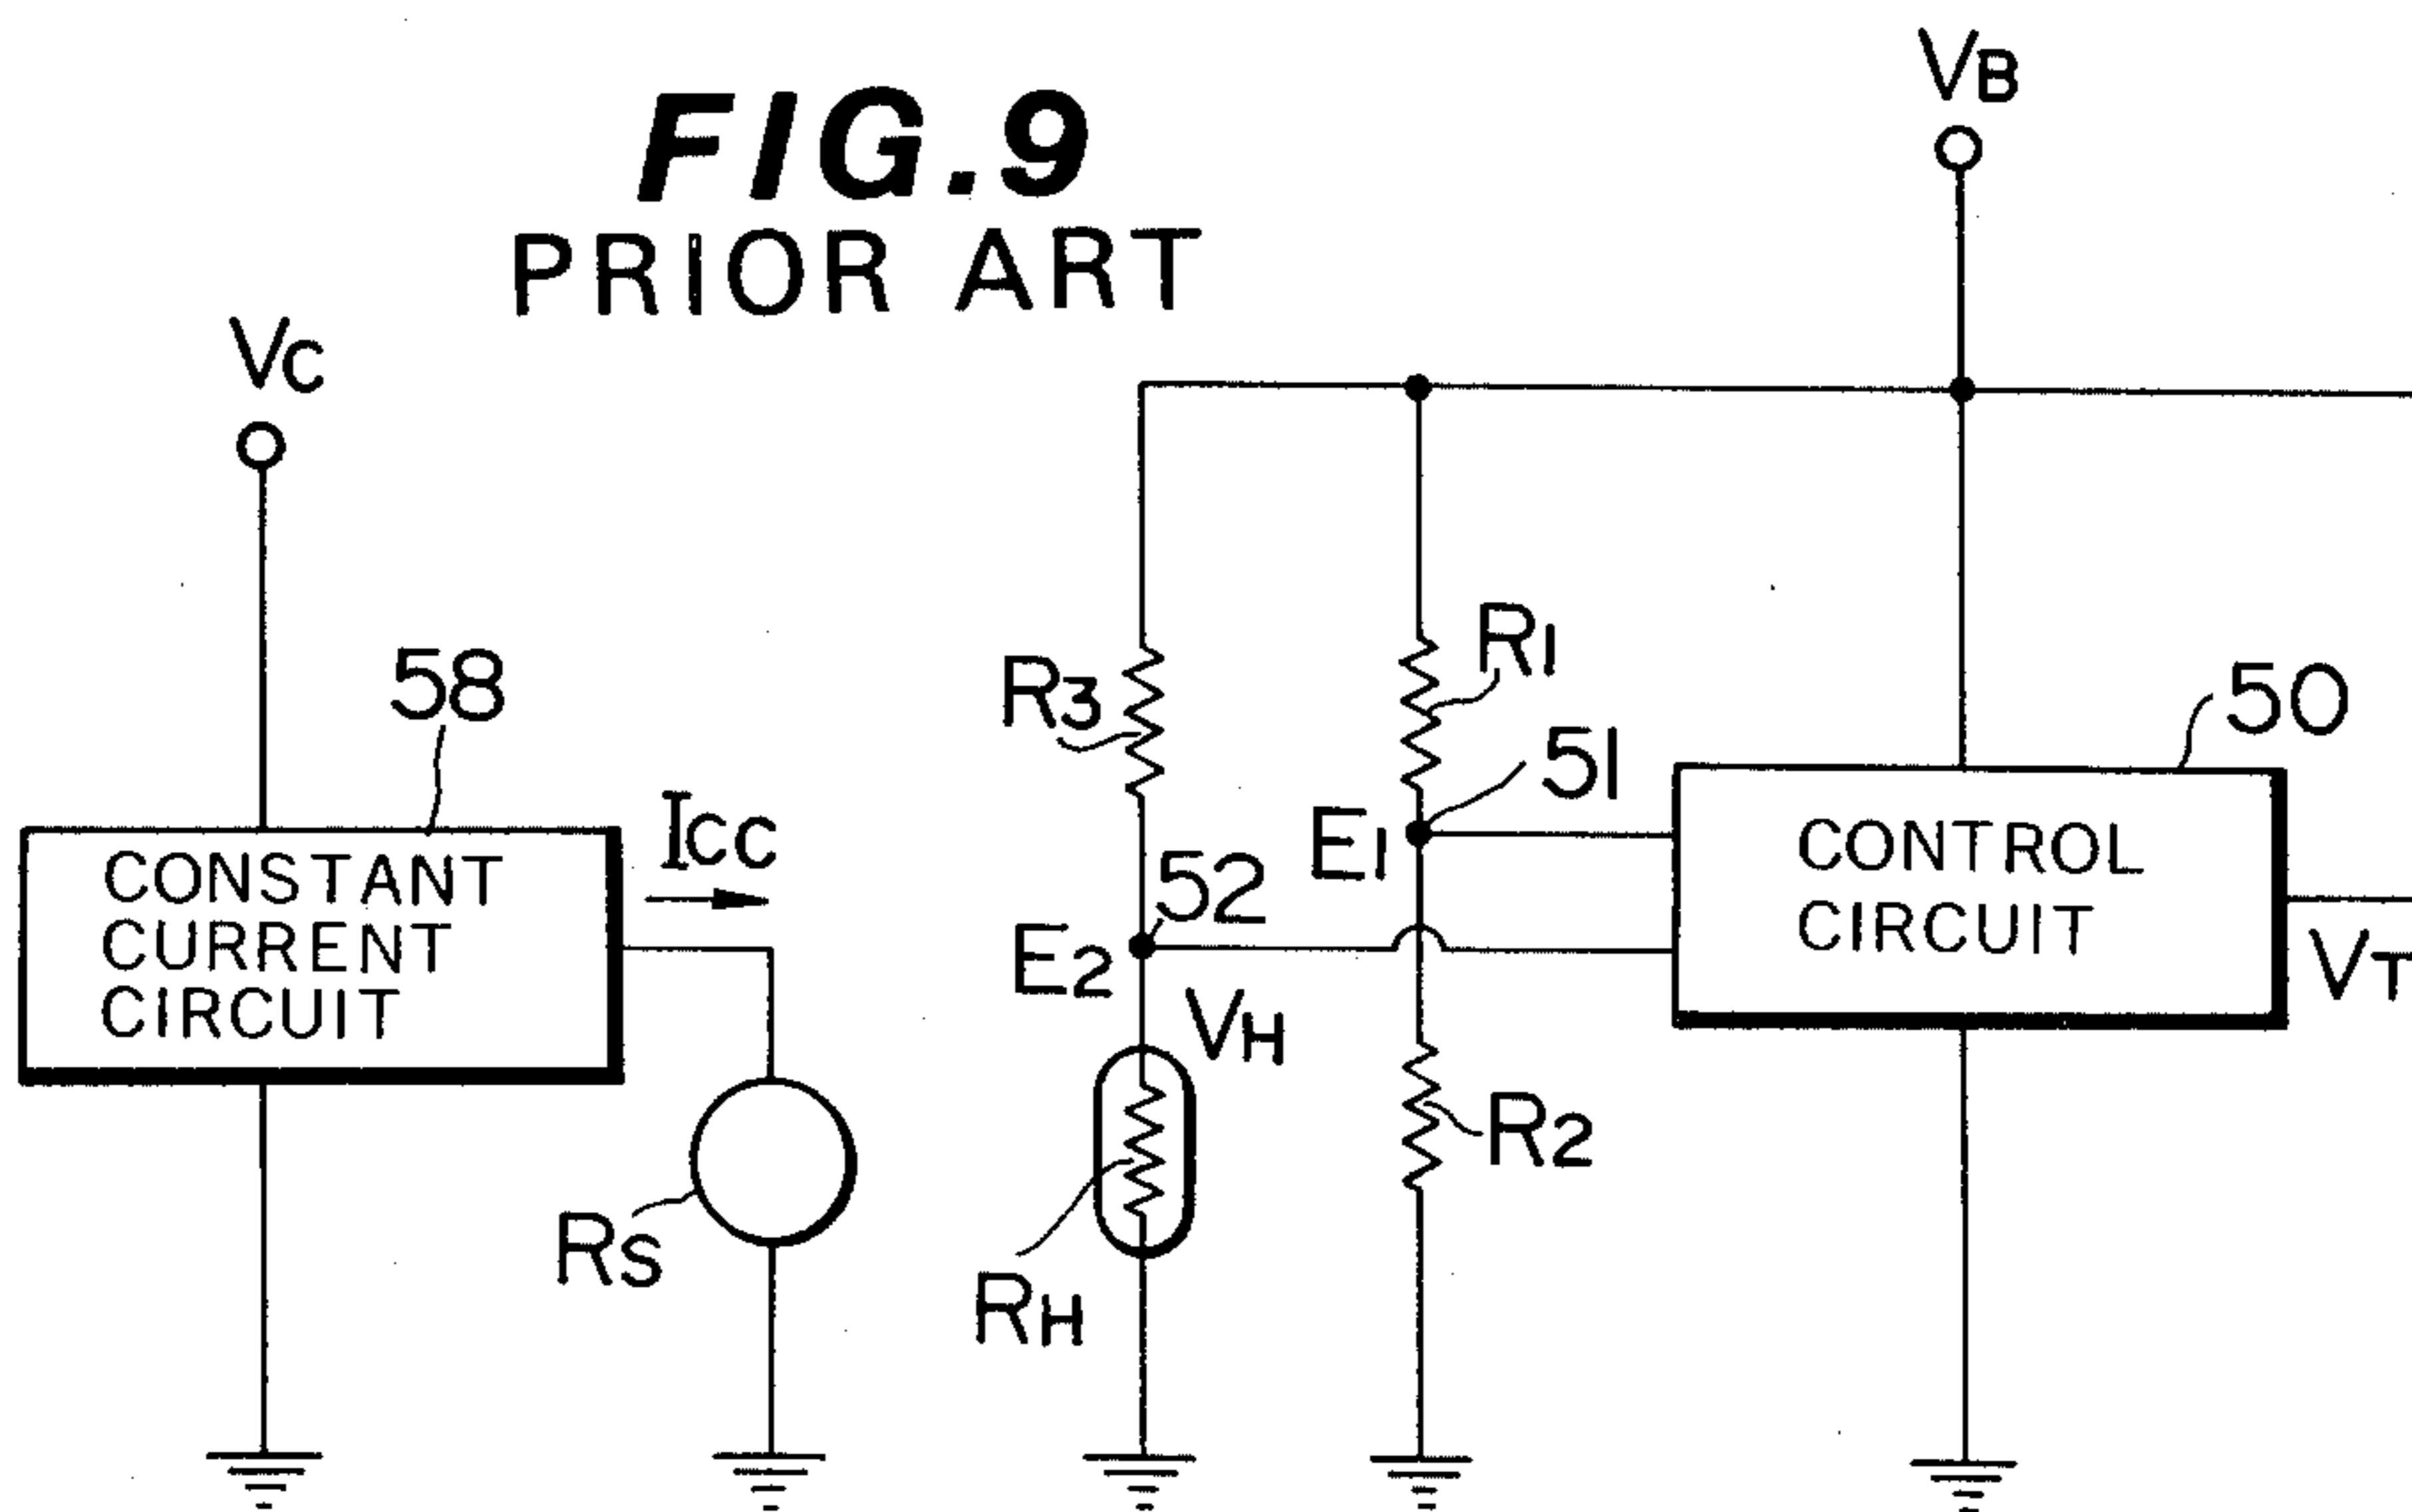 FIG.9
PRIOR ART
VB
VC
58
CONSTANT
CURRENT
CIRCUIT
ICC
RS
R3
R1
51
E1
52
E2
VH
RH
R2
50
CONTROL
CIRCUIT
VT